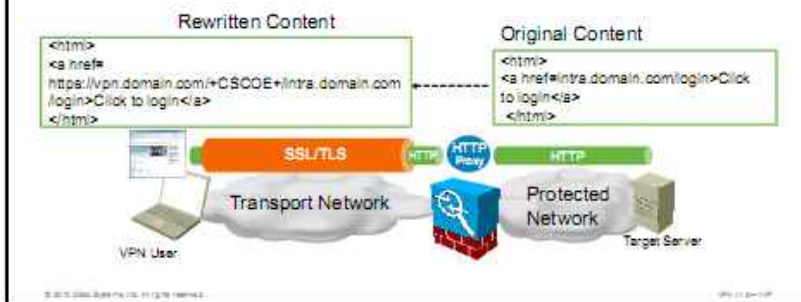 Rewritten Content
<html>
<a href=
https://vpn.domain.com/+CSCOE+/intra.domain.com
/login>Click to login</a>
</html>
Original Content
<html>
<a href=intra.domain.com/login>Click
to login</a>
</html>
SSL/TLS
HTTP
HTTP
Proxy
HTTP
Transport Network
Protected
Network
VPN User
Target Server